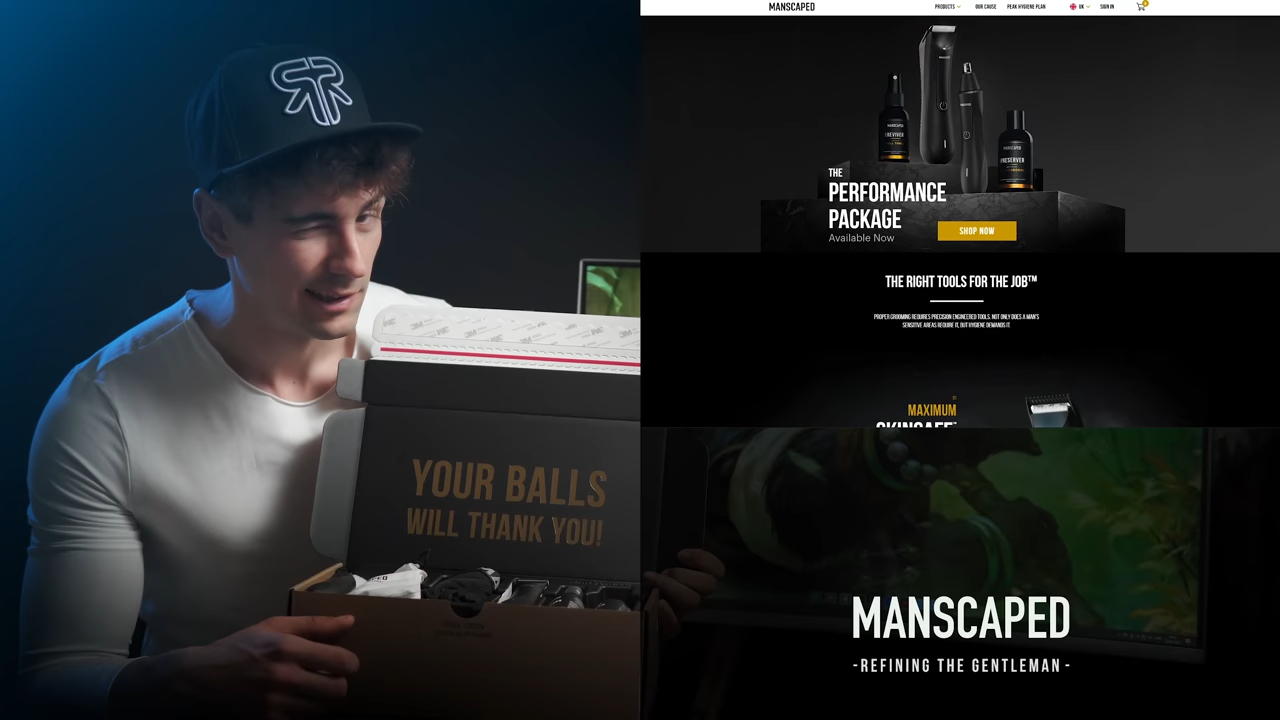 YOUR BALLS
WILL THANK YOU!
MANSCAPED
PRODUCTS
OUR CAUSE
PEAK HYGIENE PLAN
UK
SIGN IN
THE
PERFORMANCE
PACKAGE
Available Now
SHOP NOW
THE RIGHT TOOLS FOR THE JOB™
PROPER GROOMING REQUIRES PRECISION ENGINEERED TOOLS. NOT ONLY DOES A MAN'S
SENSITIVE AREAS REQUIRE IT, BUT HYGIENE DEMANDS IT.
MAXIMUM
SKINSAFE™
MANSCAPED
-REFINING THE GENTLEMAN-